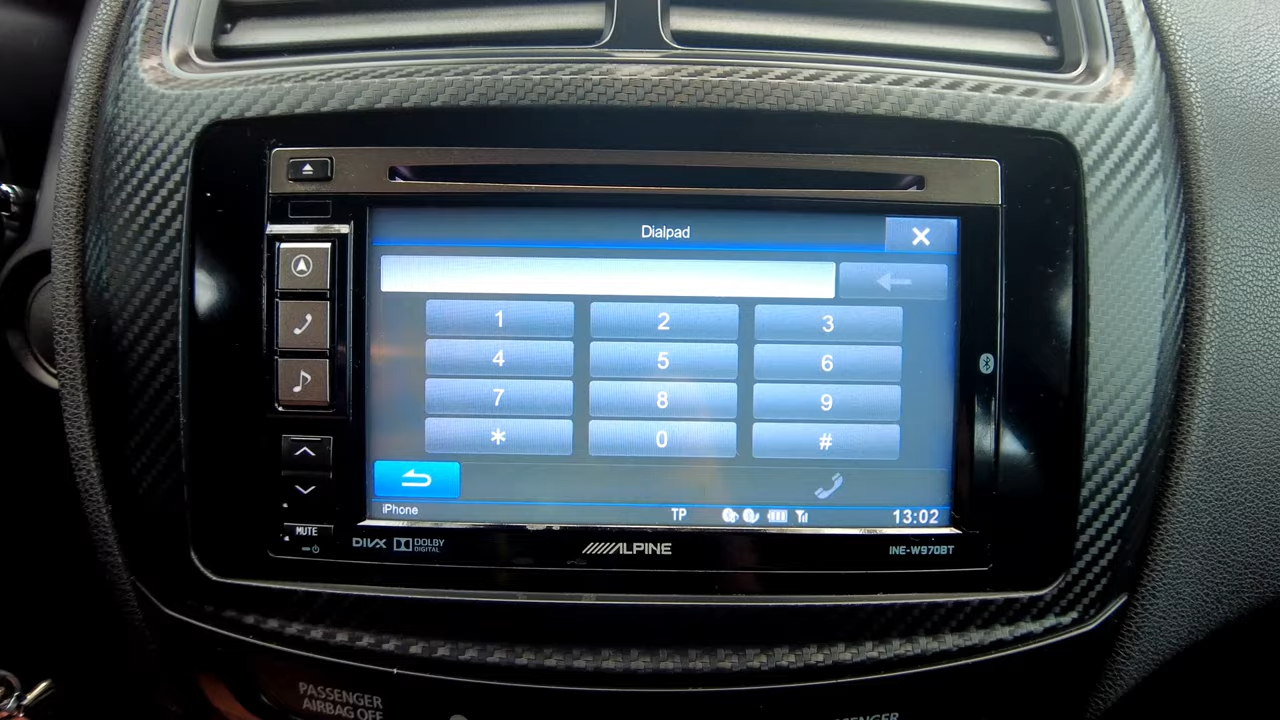 Dialpad
1 2 3
4 5 6
7 8 9
* 0 #
iPhone TP 13:02
MUTE
DIVX DOLBY DIGITAL ALPINE INE-W970BT
PASSENGER
AIRBAG OFF